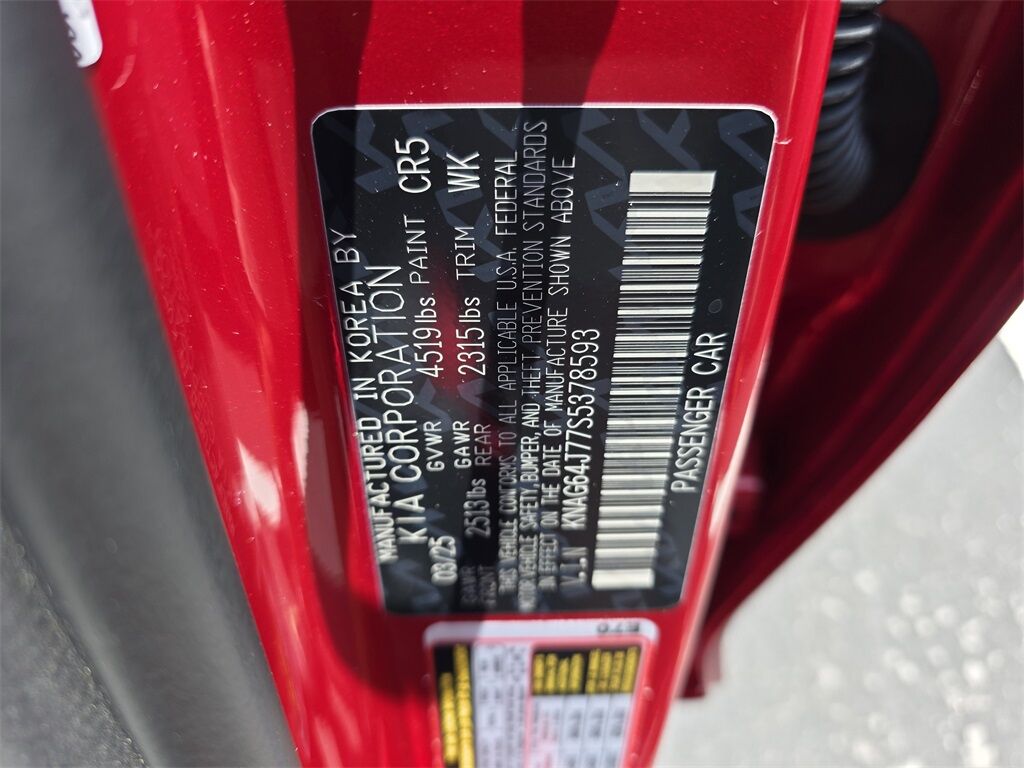 MANUFACTURED IN KOREA BY
KIA CORPORATION
03/25 GVWR 4519lbs. PAINT CR5
GAWR FRONT 2513lbs GAWR REAR 2315lbs TRIM WK
THIS VEHICLE CONFORMS TO ALL APPLICABLE U.S.A. FEDERAL
MOTOR VEHICLE SAFETY, BUMPER, AND THEFT PREVENTION STANDARDS
IN EFFECT ON THE DATE OF MANUFACTURE SHOWN ABOVE
V.I.N KNAG64J77S5378593
PASSENGER CAR